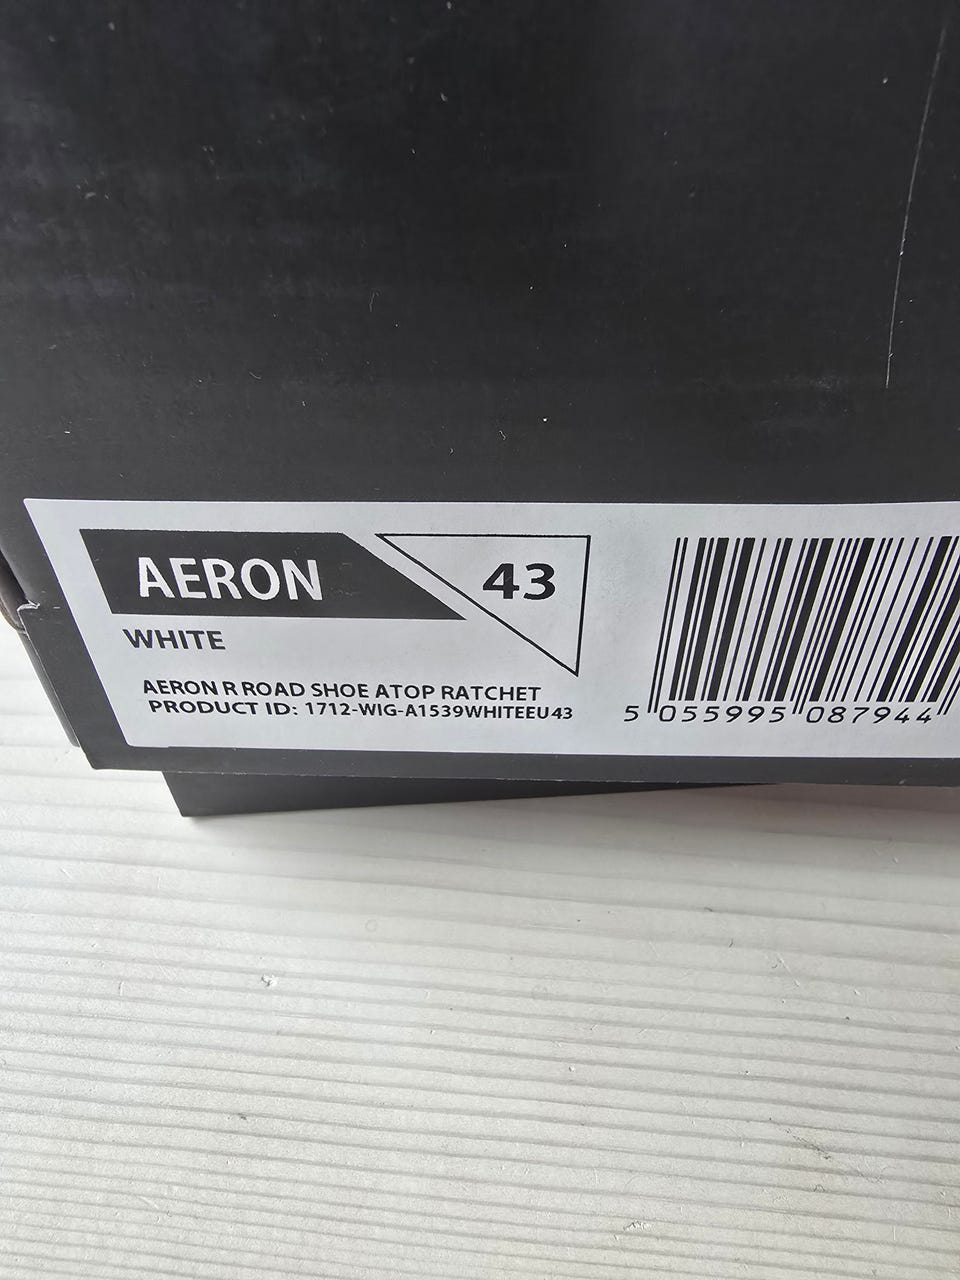 AERON
43
WHITE
AERON R ROAD SHOE ATOP RATCHET
PRODUCT ID: 1712-WIG-A1539WHITEEU43
5 055995 087944